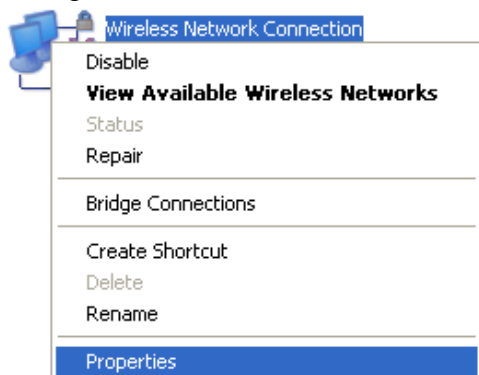 Wireless Network Connection
Disable
View Available Wireless Networks
Status
Repair
Bridge Connections
Create Shortcut
Delete
Rename
Properties